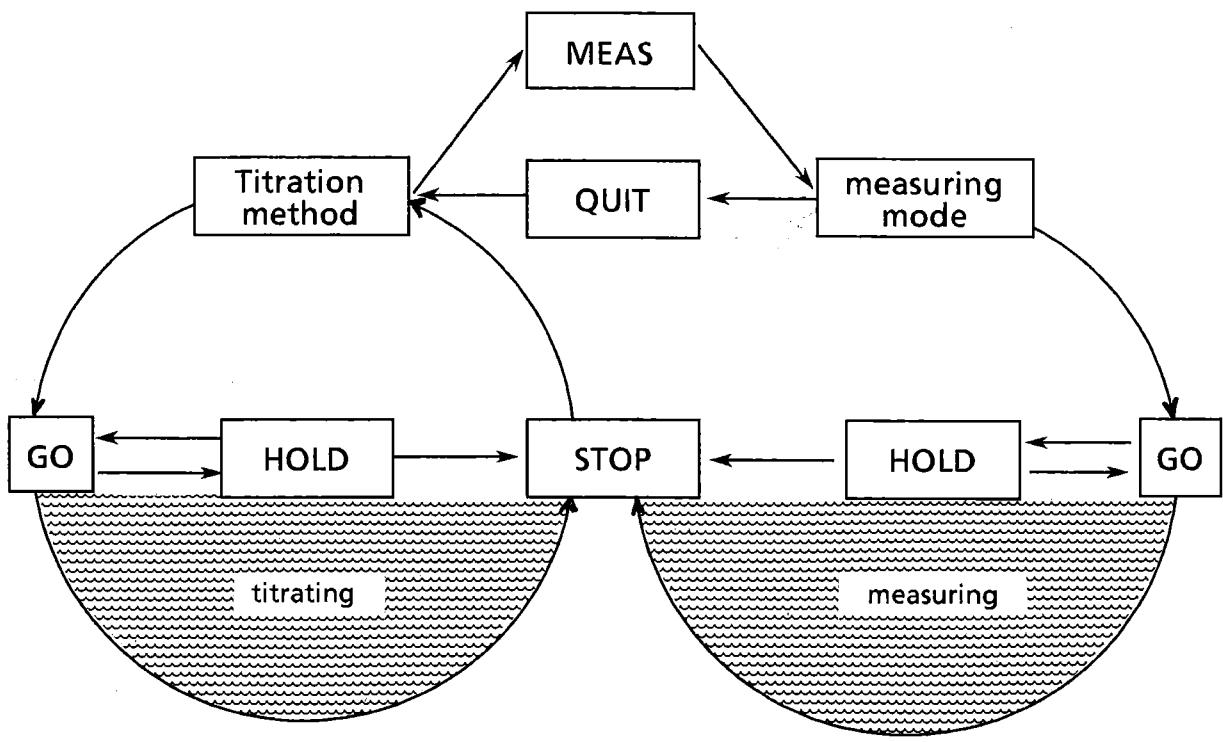 MEAS
Titration
method
QUIT
measuring
mode
GO
HOLD
STOP
HOLD
GO
titrating
measuring